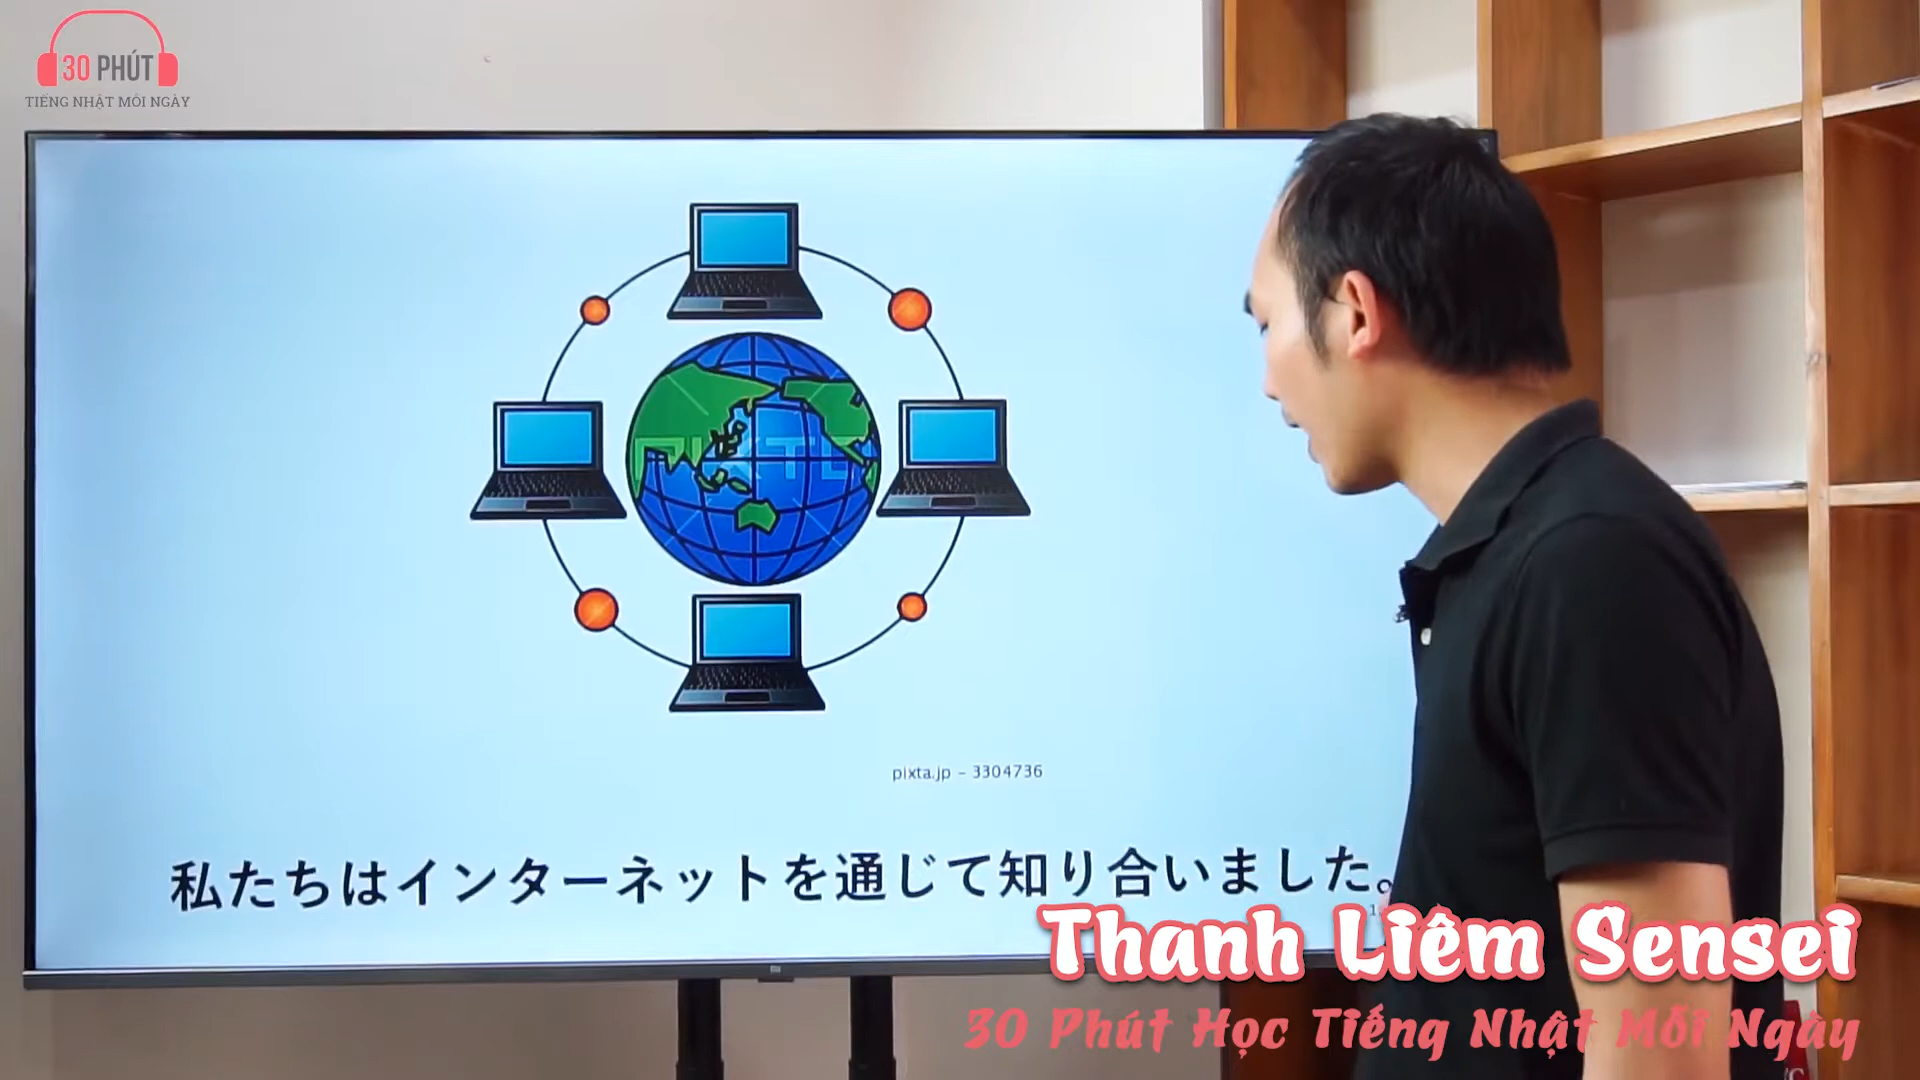 30 PHÚT
TIẾNG NHẬT MỖI NGÀY
PIXTA
pixta.jp - 3304736
私たちはインターネットを通じて知り合いました。
Thanh Liêm Sensei
30 Phút Học Tiếng Nhật Mỗi Ngày